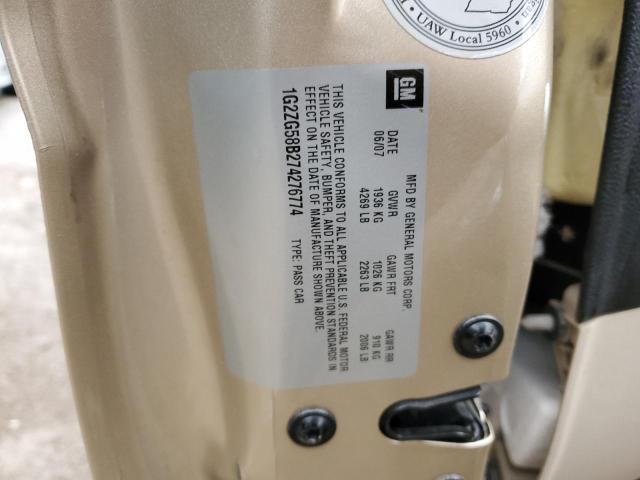 UAW Local 5960
GM
MFD BY GENERAL MOTORS CORP.
DATE GVWR GAWR FRT GAWR RR
06/07 1936 KG 1026 KG 910 KG
4269 LB 2263 LB 2006 LB
THIS VEHICLE CONFORMS TO ALL APPLICABLE U.S. FEDERAL MOTOR
VEHICLE SAFETY, BUMPER, AND THEFT PREVENTION STANDARDS IN
EFFECT ON THE DATE OF MANUFACTURE SHOWN ABOVE.
1G2ZG58B274276774 TYPE: PASS CAR